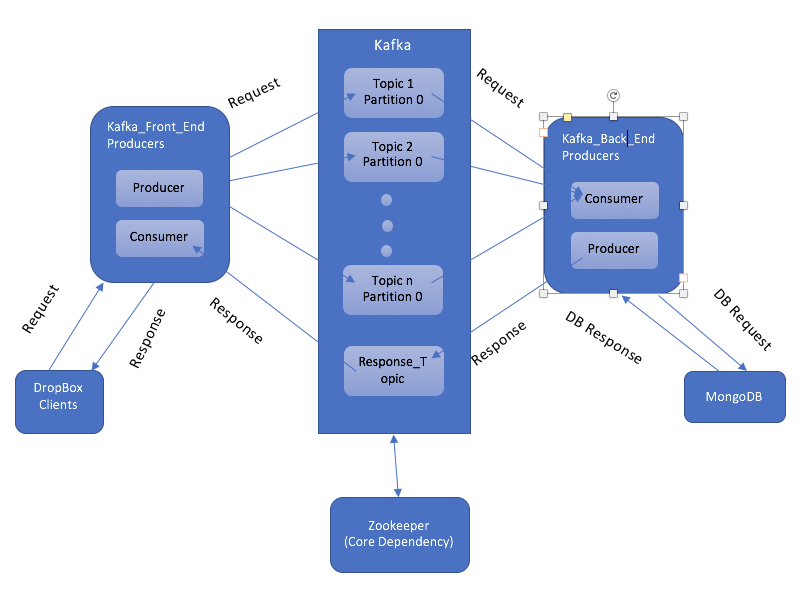 Kafka
Request
Topic 1
Partition 0
Request
Kafka_Front_End
Producers
Topic 2
Partition 0
Kafka_Back_End
Producers
Producer
Consumer
Consumer
Producer
Topic n
Partition 0
Request
Response
Response
Response_T
opic
Response
DB Response
DB Request
DropBox
Clients
MongoDB
Zookeeper
(Core Dependency)